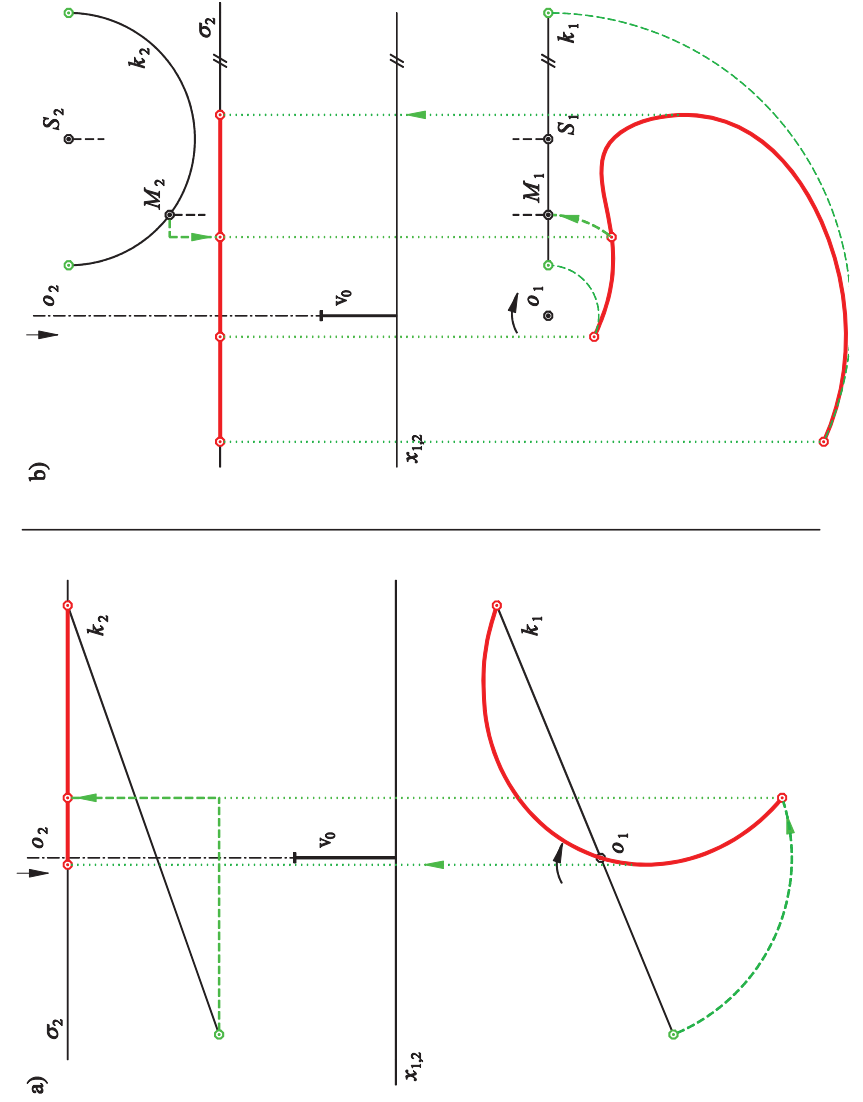 b)
o₂
M₂
S₂
k₂
σ₂
v₀
x₁,₂
o₁
M₁
S₁
k₁
a)
σ₂
o₂
k₂
v₀
x₁,₂
o₁
k₁